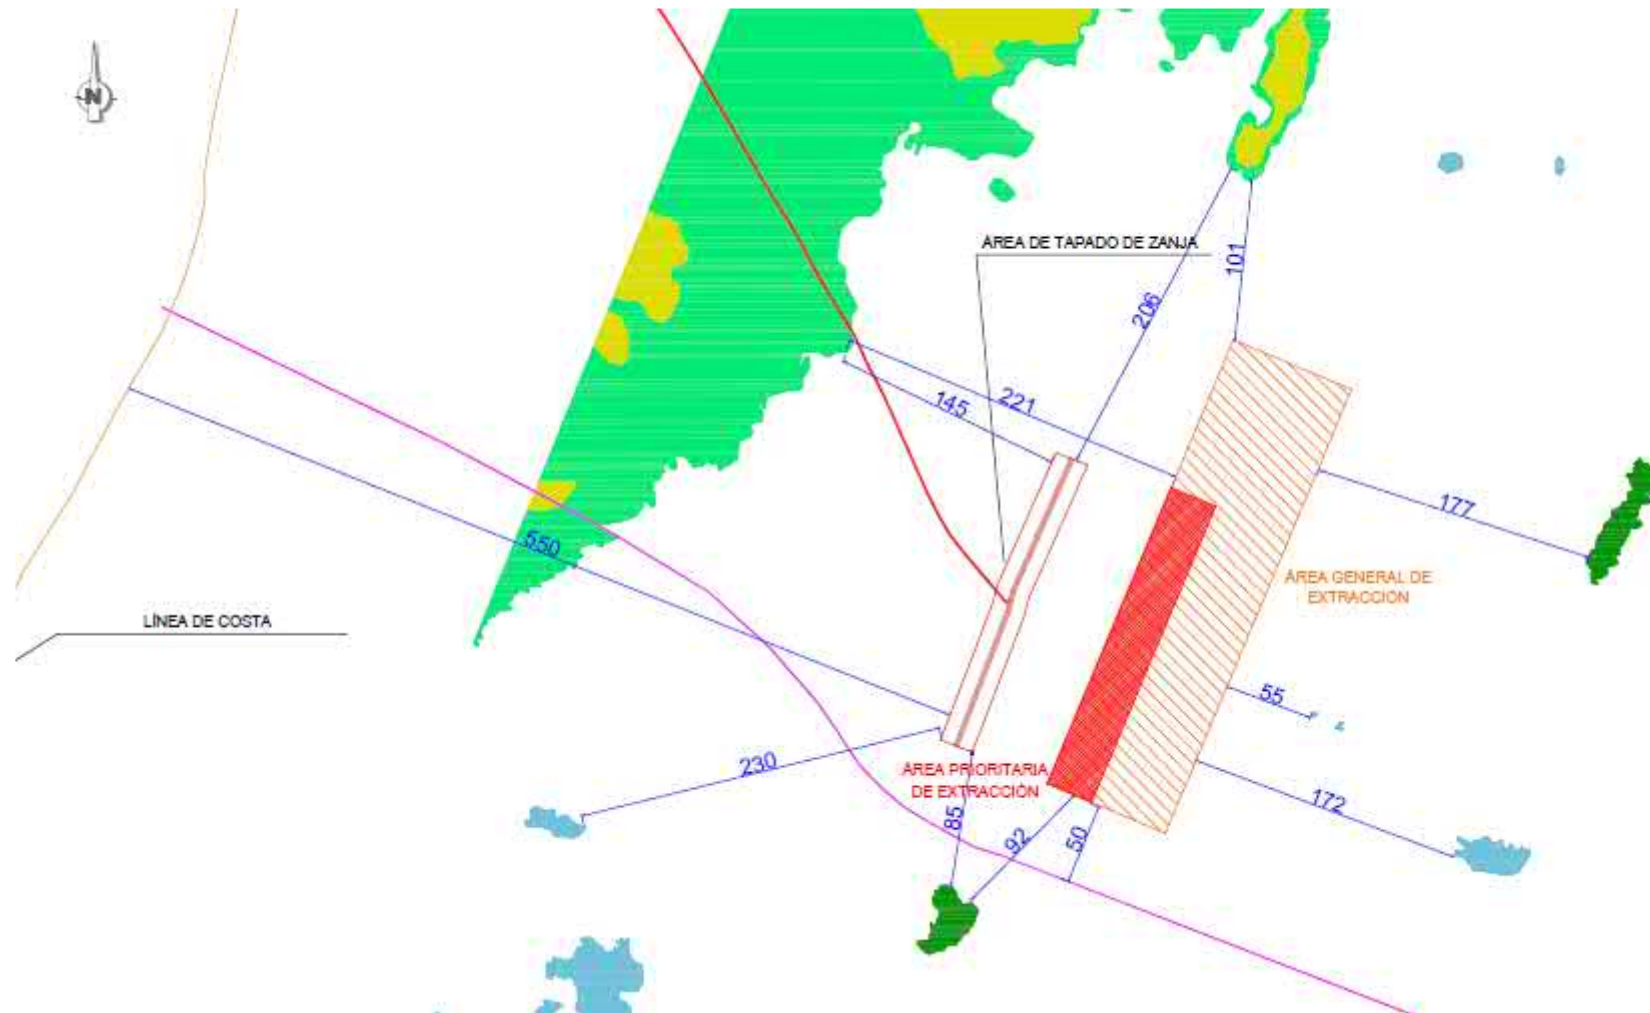 N
ÁREA DE TAPADO DE ZANJA
101
206
221
145
177
550
ÁREA GENERAL DE
EXTRACCIÓN
LÍNEA DE COSTA
55
230
ÁREA PRIORITARIA
DE EXTRACCIÓN
172
85
92
50